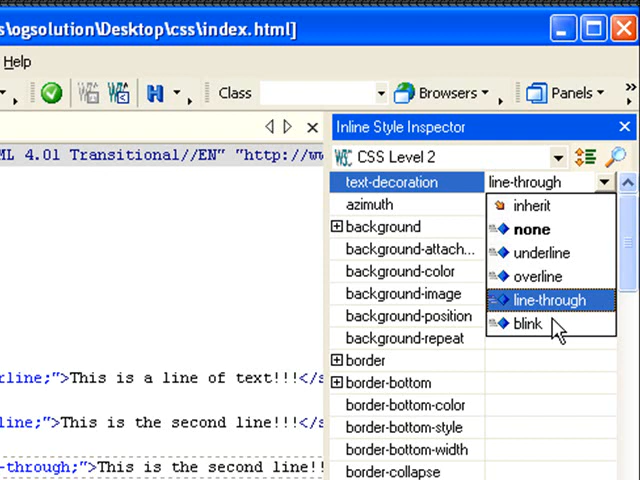 s\ogsolution\Desktop\css\index.html]
Help
Class
Browsers
Panels
»
Inline Style Inspector
ML 4.01 Transitional//EN" "http://ww
W3C CSS Level 2
text-decoration line-through
azimuth
background
background-attach...
background-color
background-image
background-position
background-repeat
border
border-bottom
border-bottom-color
border-bottom-style
border-bottom-width
border-collapse
inherit
none
underline
overline
line-through
blink
rline;">This is a line of text!!!</s
line;">This is the second line!!!</s
-through;">This is the second line!!